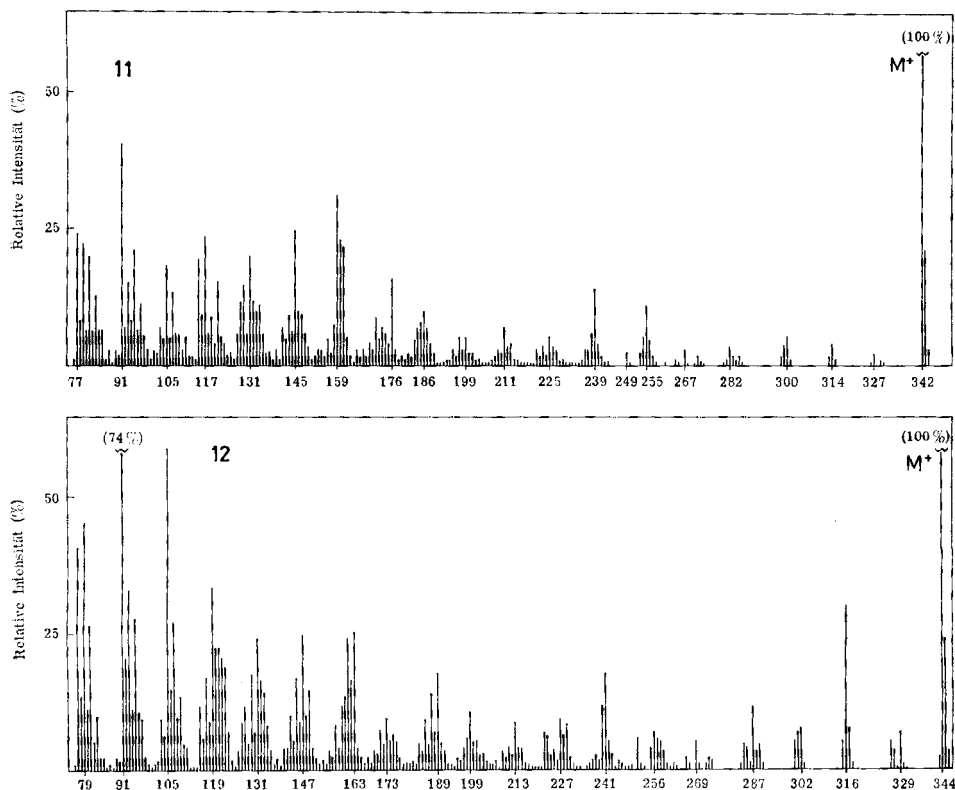 (100 %)
11
M+
50
Relative Intensität (%)
25
77 91 105 117 131 145 159 176 186 199 211 225 239 249 255 267 282 300 314 327 342
(74 %)
12
(100 %)
M+
50
Relative Intensität (%)
25
79 91 105 119 131 147 163 173 189 199 213 227 241 256 269 287 302 316 329 344